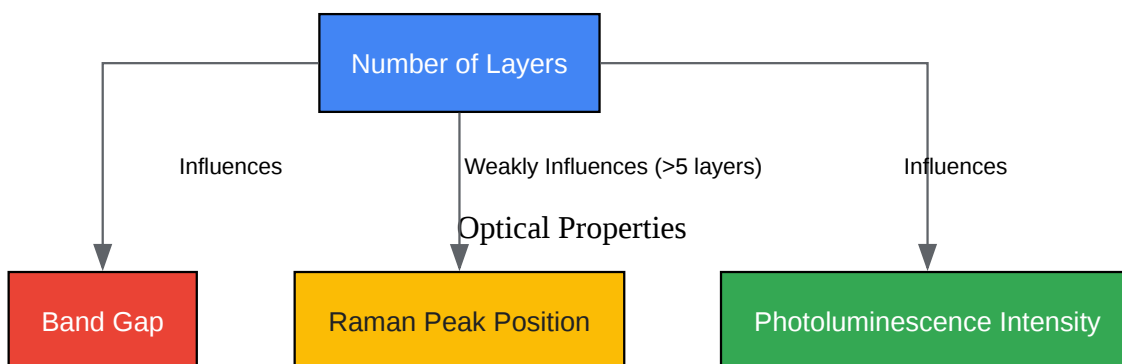 Number of Layers
Influences
Weakly Influences (>5 layers)
Influences
Optical Properties
Band Gap
Raman Peak Position
Photoluminescence Intensity